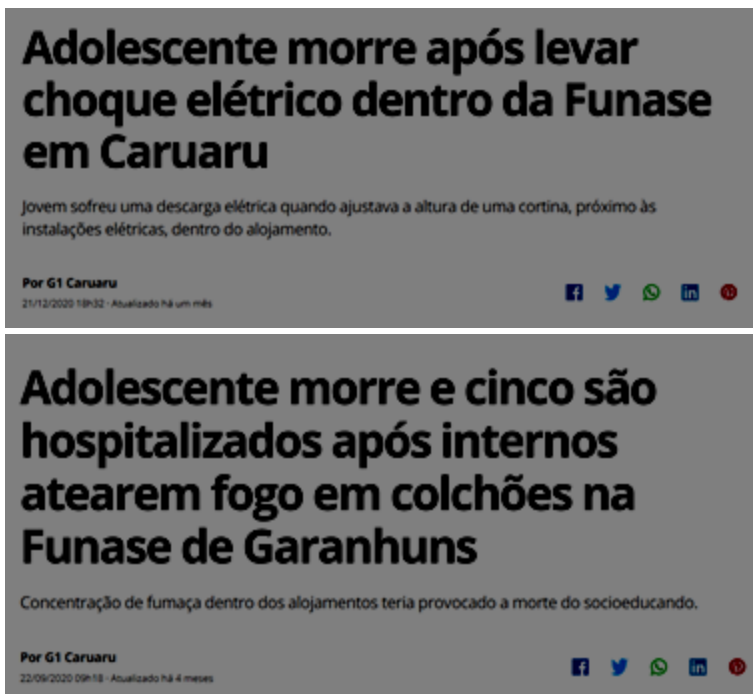 Adolescente morre após levar
choque elétrico dentro da Funase
em Caruaru
Jovem sofreu uma descarga elétrica quando ajustava a altura de uma cortina, próximo às
instalações elétricas, dentro do alojamento.
Por G1 Caruaru
21/12/2020 18h32 · Atualizado há um mês
Adolescente morre e cinco são
hospitalizados após internos
atearem fogo em colchões na
Funase de Garanhuns
Concentração de fumaça dentro dos alojamentos teria provocado a morte do socioeducando.
Por G1 Caruaru
22/09/2020 09h18 · Atualizado há 4 meses